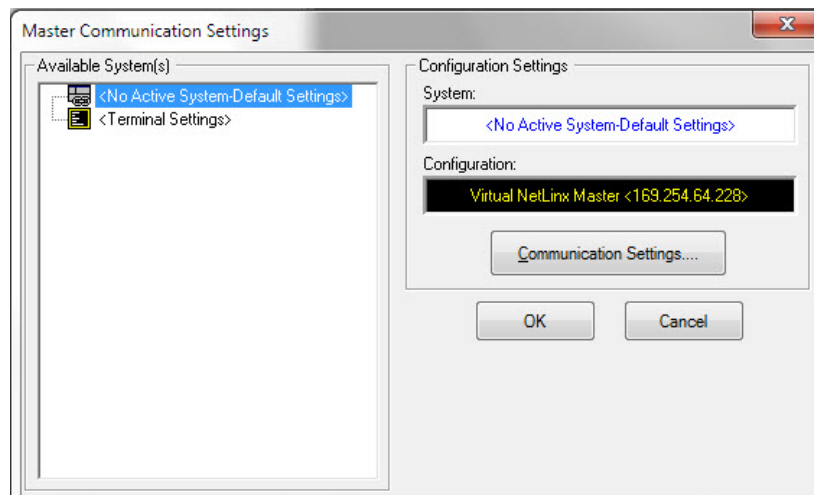 Master Communication Settings
Available System(s)
<No Active System-Default Settings>
<Terminal Settings>
Configuration Settings
System:
<No Active System-Default Settings>
Configuration:
Virtual NetLinx Master <169.254.64.228>
Communication Settings....
OK
Cancel